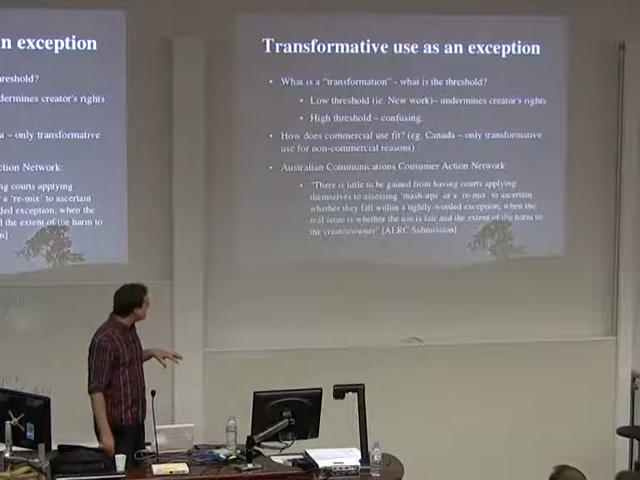 n exception
reshold?
dermines creator's rights
a – only transformative
ction Network:
ng courts applying
r a 're-mix' to ascertain
ded exception, when the
d the extent of the harm to
n]
Transformative use as an exception
• What is a “transformation” - what is the threshold?
• Low threshold (ie. New work)– undermines creator's rights
• High threshold – confusing.
• How does commercial use fit? (eg. Canada – only transformative
use for non-commercial reasons)
• Australian Communications Consumer Action Network:
• “There is little to be gained from having courts applying
themselves to assessing 'mash-ups' or a 're-mix' to ascertain
whether they fall within a tightly-worded exception, when the
real issue is whether the use is fair and the extent of the harm to
the creator/owner” [ALRC Submission]